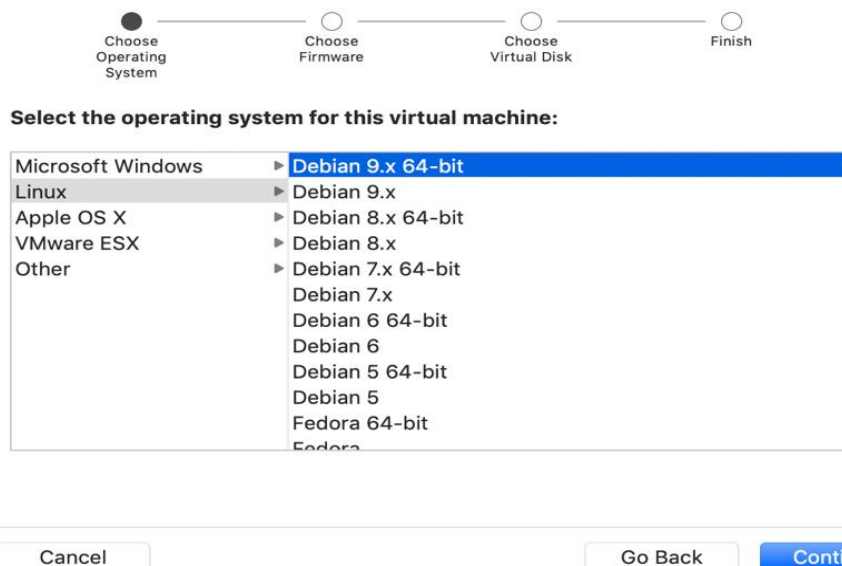 Choose
Operating
System
Choose
Firmware
Choose
Virtual Disk
Finish
Select the operating system for this virtual machine:
Microsoft Windows
Linux
Apple OS X
VMware ESX
Other
Debian 9.x 64-bit
Debian 9.x
Debian 8.x 64-bit
Debian 8.x
Debian 7.x 64-bit
Debian 7.x
Debian 6 64-bit
Debian 6
Debian 5 64-bit
Debian 5
Fedora 64-bit
Fedora
Cancel
Go Back
Conti